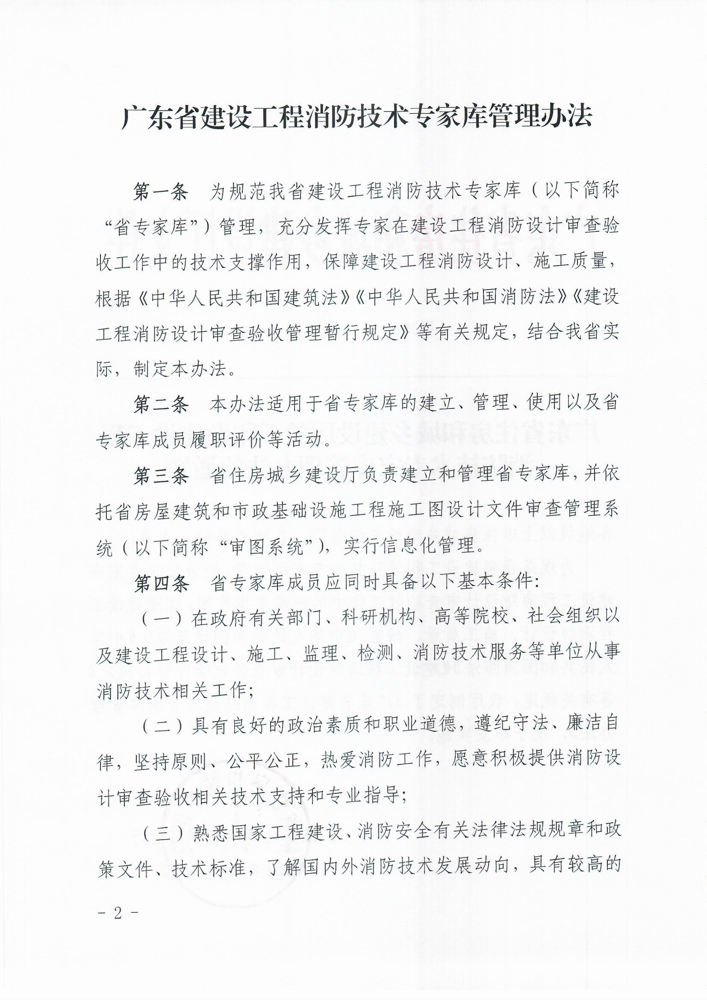 广东省建设工程消防技术专家库管理办法
第一条 为规范我省建设工程消防技术专家库（以下简称
“省专家库”）管理，充分发挥专家在建设工程消防设计审查验
收工作中的技术支撑作用，保障建设工程消防设计、施工质量，
根据《中华人民共和国建筑法》《中华人民共和国消防法》《建设
工程消防设计审查验收管理暂行规定》等有关规定，结合我省实
际，制定本办法。
第二条 本办法适用于省专家库的建立、管理、使用以及省
专家库成员履职评价等活动。
第三条 省住房城乡建设厅负责建立和管理省专家库，并依
托省房屋建筑和市政基础设施工程施工图设计文件审查管理系
统（以下简称“审图系统”），实行信息化管理。
第四条 省专家库成员应同时具备以下基本条件：
（一）在政府有关部门、科研机构、高等院校、社会组织以
及建设工程设计、施工、监理、检测、消防技术服务等单位从事
消防技术相关工作；
（二）具有良好的政治素质和职业道德，遵纪守法、廉洁自
律，坚持原则、公平公正，热爱消防工作，愿意积极提供消防设
计审查验收相关技术支持和专业指导；
（三）熟悉国家工程建设、消防安全有关法律法规规章和政
策文件、技术标准，了解国内外消防技术发展动向，具有较高的
- 2 -